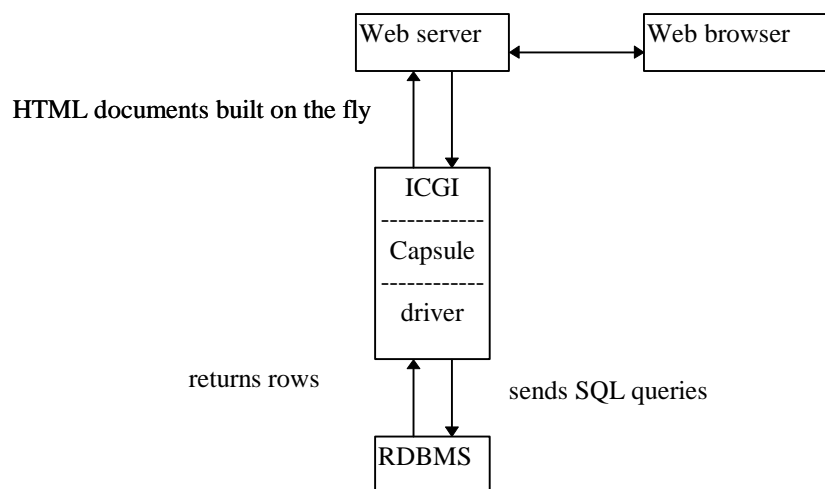 Web server
Web browser
HTML documents built on the fly
ICGI
Capsule
driver
returns rows
sends SQL queries
RDBMS